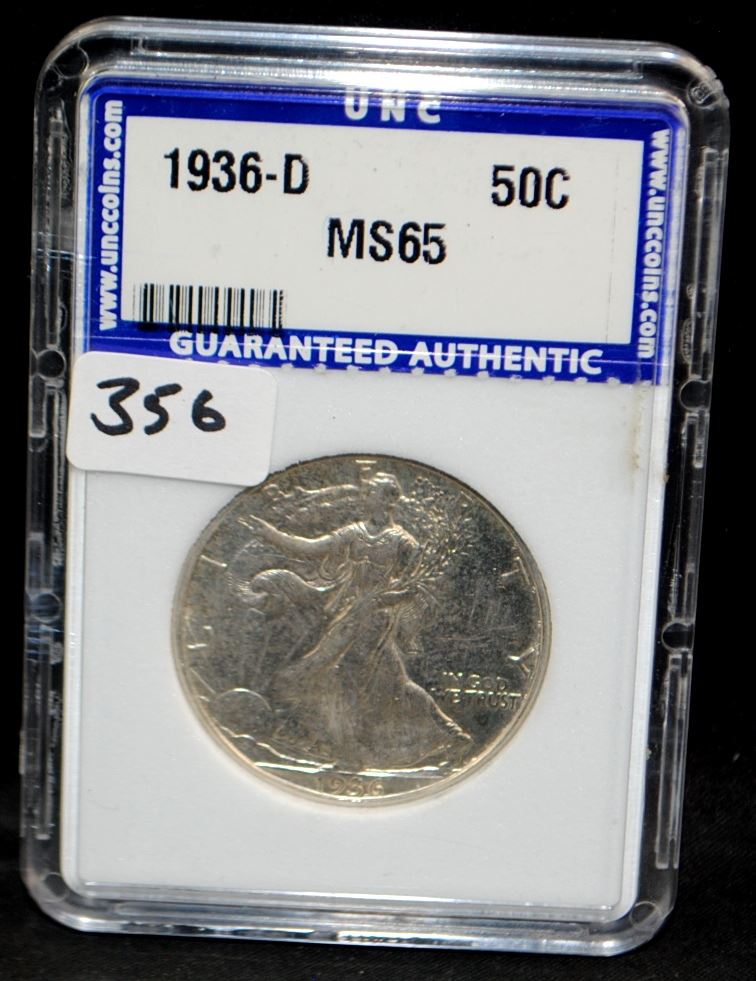 UNC
1936-D 50C
MS65
www.unccoins.com
www.unccoins.com
GUARANTEED AUTHENTIC
356
LIBERTY
IN GOD
WE TRUST
1936